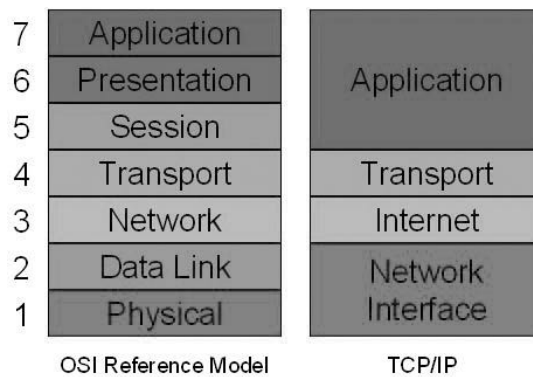 7 Application
6 Presentation
5 Session
4 Transport
3 Network
2 Data Link
1 Physical
OSI Reference Model
Application
Transport
Internet
Network
Interface
TCP/IP